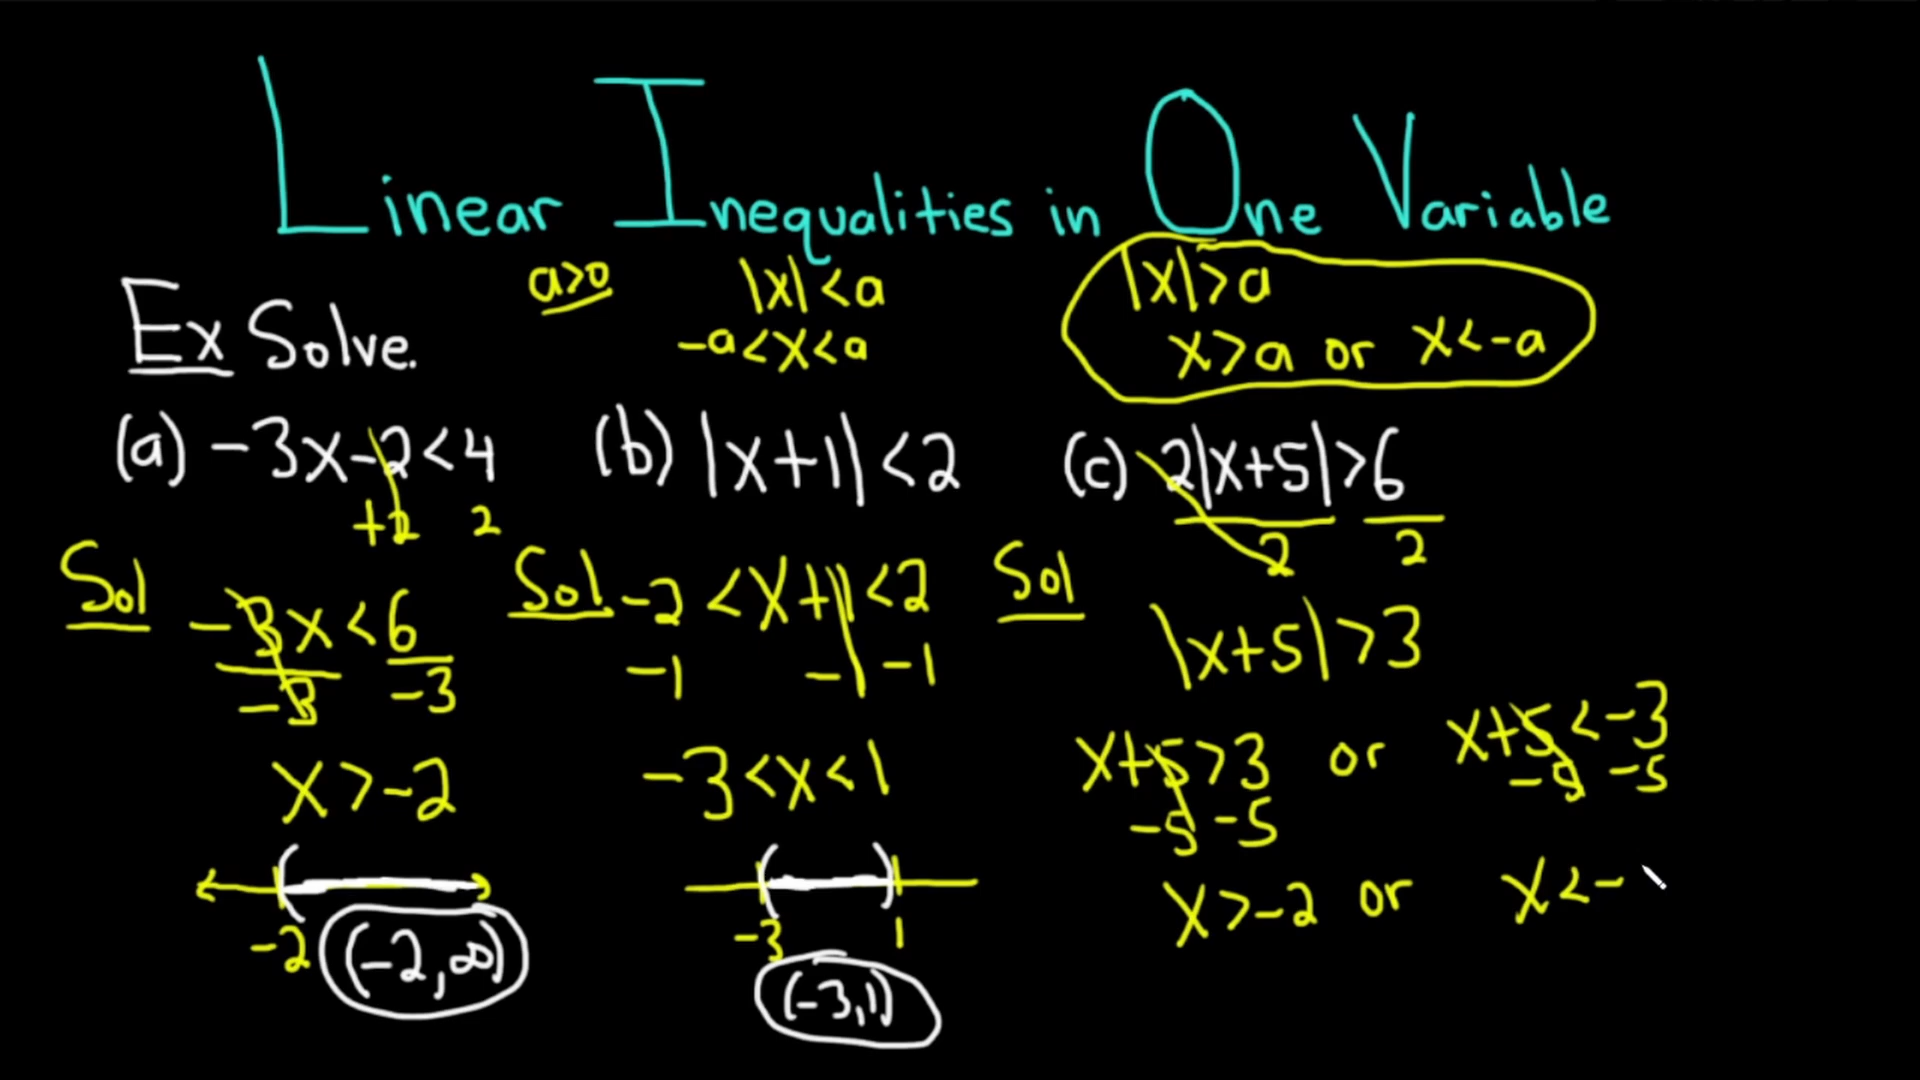 Linear Inequalities in One Variable
a>0
|x|<a
-a<x<a
|x|>a
x>a or x<-a
Ex Solve.
(a) -3x-2<4
+2 2
Sol
-3x<6
-3 -3
x>-2
-2
(-2,∞)
(b) |x+1|<2
Sol -2<x+1<2
-1 -1 -1
-3<x<1
-3 1
(-3,1)
(c) 2|x+5|>6
2 2
Sol
|x+5|>3
x+5>3 or x+5<-3
-5 -5 -5 -5
x>-2 or x<-